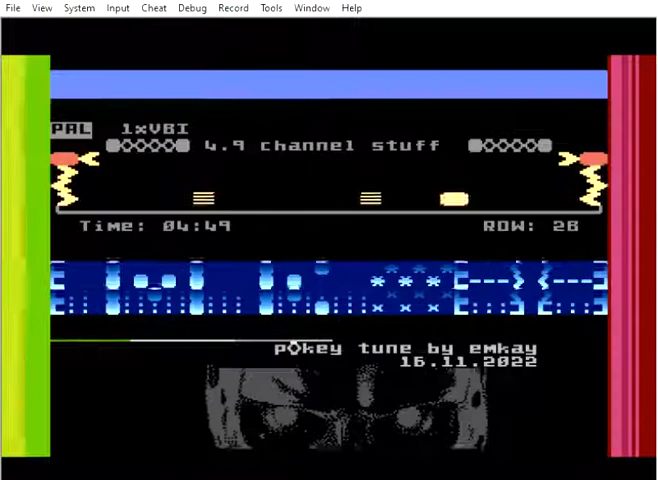 File View System Input Cheat Debug Record Tools Window Help
PAL 1xVBI
4.9 channel stuff
Time: 04:49 ROW: 2B
pokey tune by emkay
16.11.2022